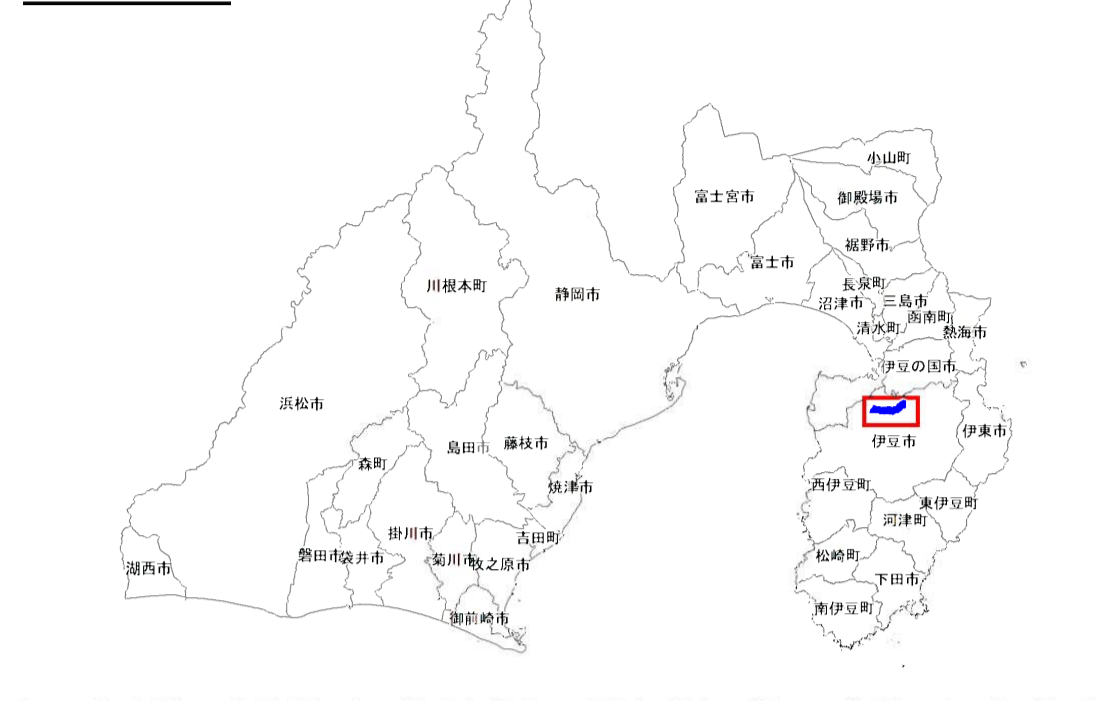 小山町
富士宮市
御殿場市
裾野市
富士市
川根本町
長泉町
静岡市
沼津市
三島市
函南町
清水町
熱海市
伊豆の国市
浜松市
伊東市
伊豆市
島田市
藤枝市
森町
焼津市
西伊豆町
東伊豆町
河津町
掛川市
吉田町
磐田市
袋井市
菊川市
牧之原市
松崎町
湖西市
下田市
南伊豆町
御前崎市